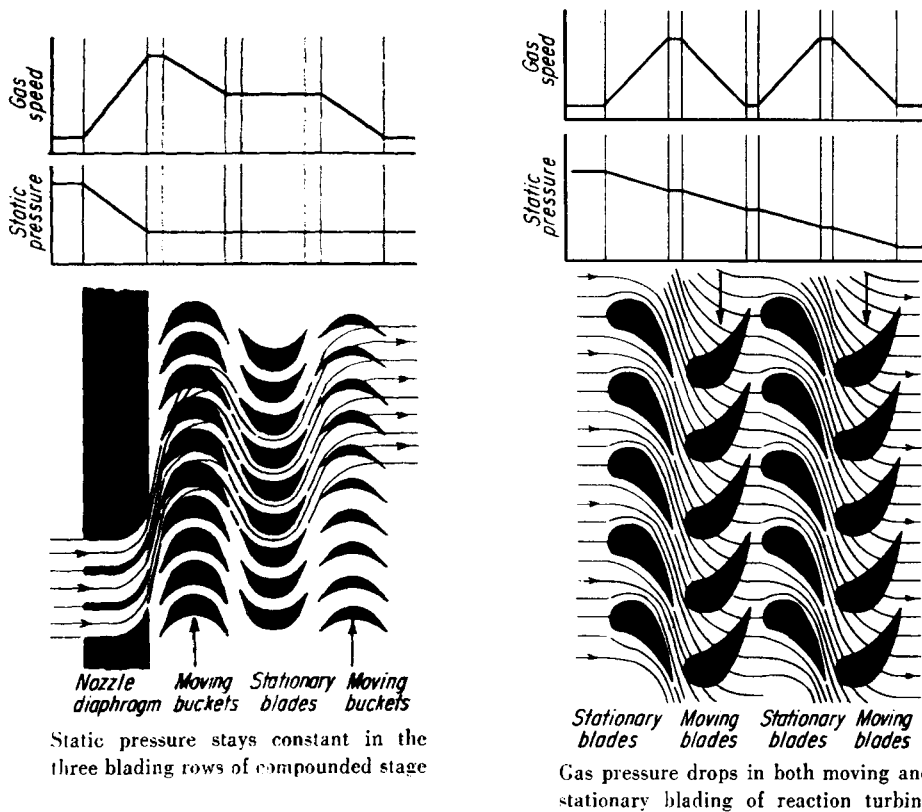 Gas
speed
Static
pressure
Nozzle
diaphragm
Moving
buckets
Stationary
blades
Moving
buckets
Static pressure stays constant in the
three blading rows of compounded stage
Gas
speed
Static
pressure
Stationary
blades
Moving
blades
Stationary
blades
Moving
blades
Gas pressure drops in both moving and
stationary blading of reaction turbin